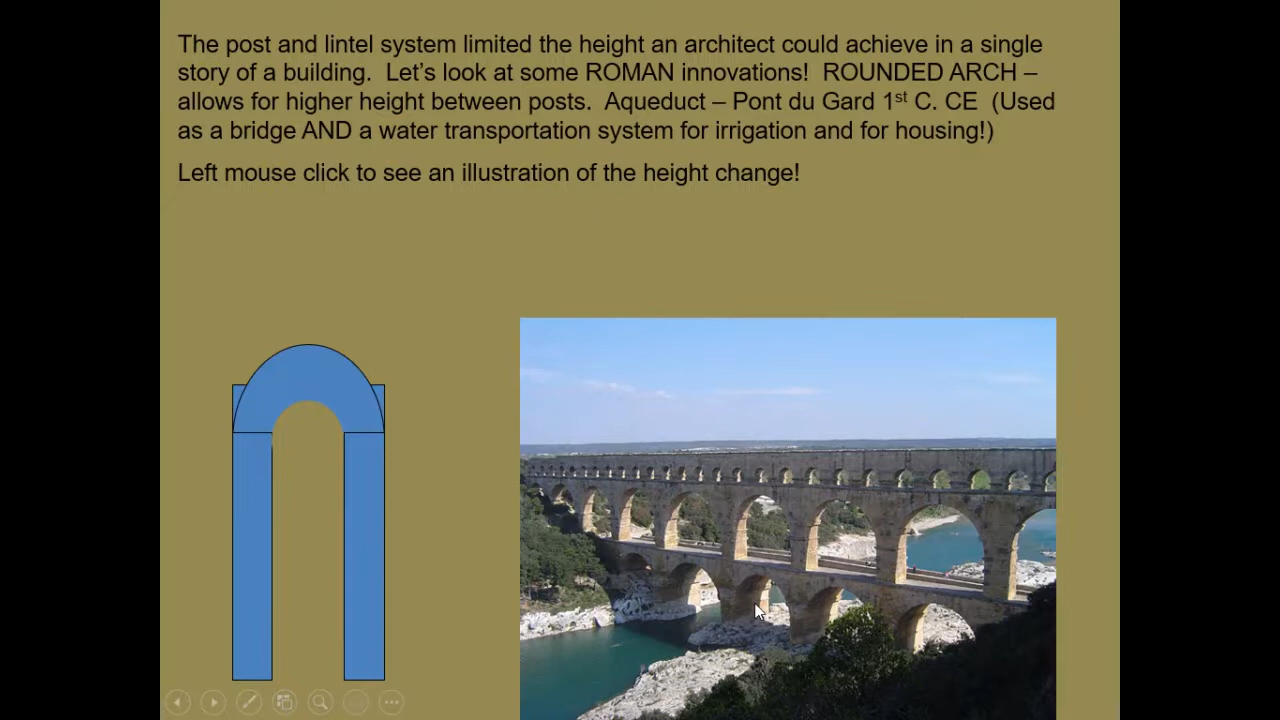 The post and lintel system limited the height an architect could achieve in a single
story of a building.  Let’s look at some ROMAN innovations!  ROUNDED ARCH –
allows for higher height between posts.  Aqueduct – Pont du Gard 1st C. CE  (Used
as a bridge AND a water transportation system for irrigation and for housing!)
Left mouse click to see an illustration of the height change!